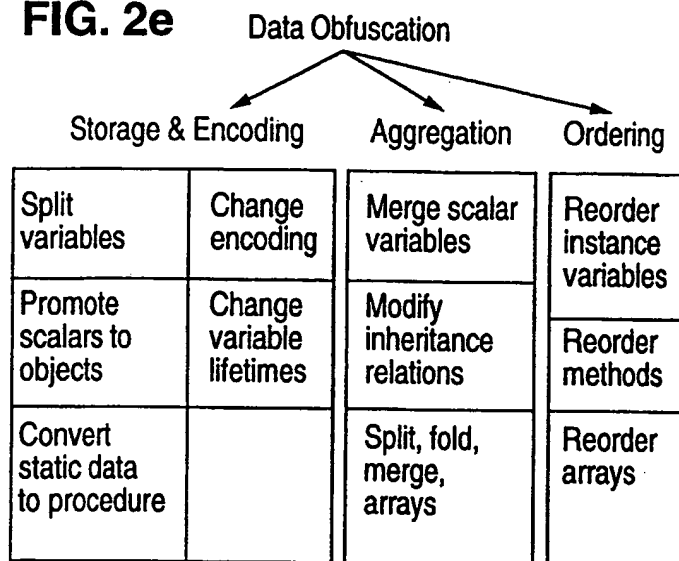 FIG. 2e
Data Obfuscation
Storage & Encoding
Aggregation
Ordering
Split
variables
Change
encoding
Merge scalar
variables
Reorder
instance
variables
Promote
scalars to
objects
Change
variable
lifetimes
Modify
inheritance
relations
Reorder
methods
Convert
static data
to procedure
Split, fold,
merge,
arrays
Reorder
arrays